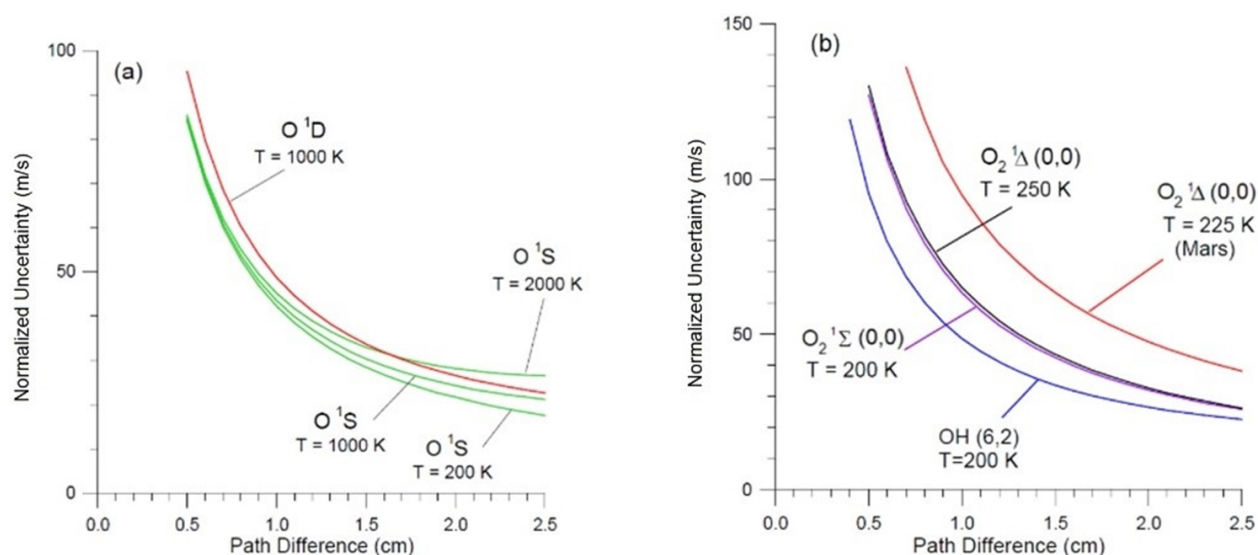 (a)
Normalized Uncertainty (m/s)
100
50
0
O ¹D
T = 1000 K
O ¹S
T = 2000 K
O ¹S
T = 1000 K
O ¹S
T = 200 K
0.0 0.5 1.0 1.5 2.0 2.5
Path Difference (cm)
(b)
Normalized Uncertainty (m/s)
150
100
50
0
O₂ ¹Δ (0,0)
T = 250 K
O₂ ¹Δ (0,0)
T = 225 K
(Mars)
O₂ ¹Σ (0,0)
T = 200 K
OH (6,2)
T=200 K
0.0 0.5 1.0 1.5 2.0 2.5
Path Difference (cm)